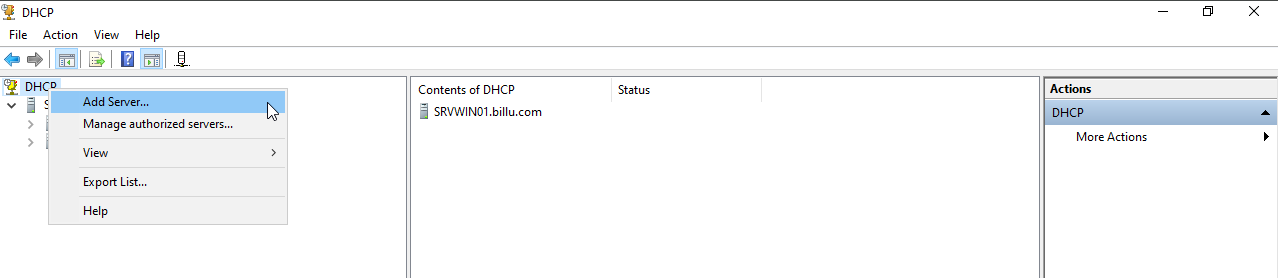 DHCP
File Action View Help
DHCP
Add Server...
Manage authorized servers...
View
Export List...
Help
Contents of DHCP Status
SRVWIN01.billu.com
Actions
DHCP
More Actions